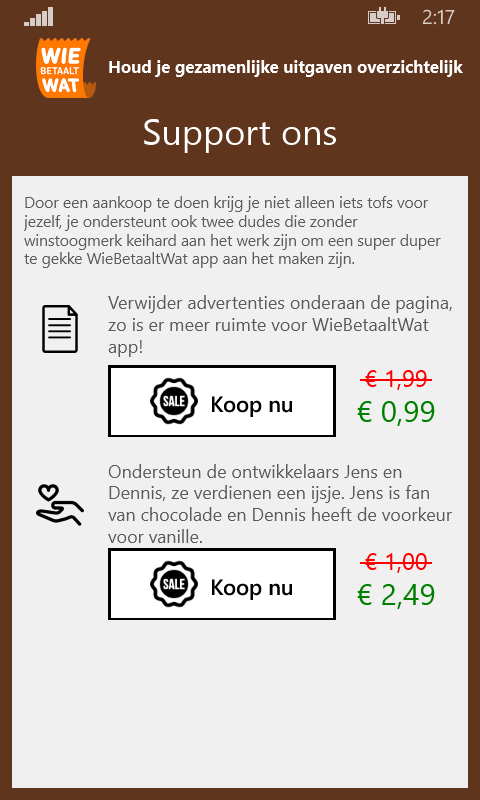 2:17
WIE
BETAALT
WAT
Houd je gezamenlijke uitgaven overzichtelijk
Support ons
Door een aankoop te doen krijg je niet alleen iets tofs voor
jezelf, je ondersteunt ook twee dudes die zonder
winstoogmerk keihard aan het werk zijn om een super duper
te gekke WieBetaaltWat app aan het maken zijn.
Verwijder advertenties onderaan de pagina,
zo is er meer ruimte voor WieBetaaltWat
app!
SALE
Koop nu
€ 1,99
€ 0,99
Ondersteun de ontwikkelaars Jens en
Dennis, ze verdienen een ijsje. Jens is fan
van chocolade en Dennis heeft de voorkeur
voor vanille.
SALE
Koop nu
€ 1,00
€ 2,49